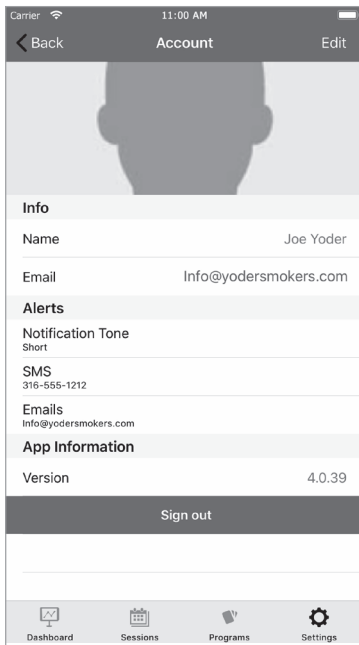 Carrier 11:00 AM
Back Account Edit
Info
Name Joe Yoder
Email Info@yodersmokers.com
Alerts
Notification Tone
Short
SMS
316-555-1212
Emails
Info@yodersmokers.com
App Information
Version 4.0.39
Sign out
Dashboard Sessions Programs Settings